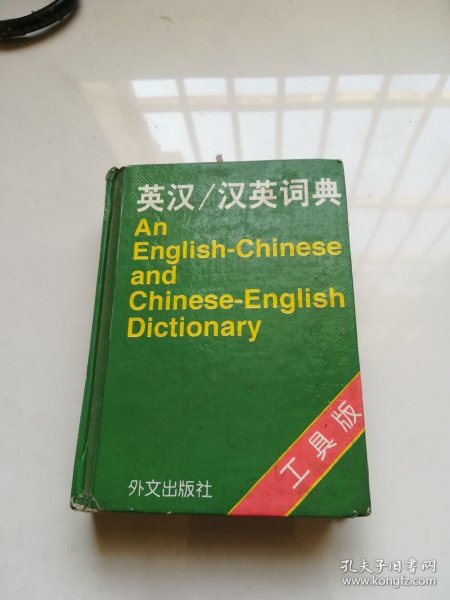 英汉/汉英词典
An
English-Chinese
and
Chinese-English
Dictionary
工具版
外文出版社
孔夫子旧书网
www.kongfz.com